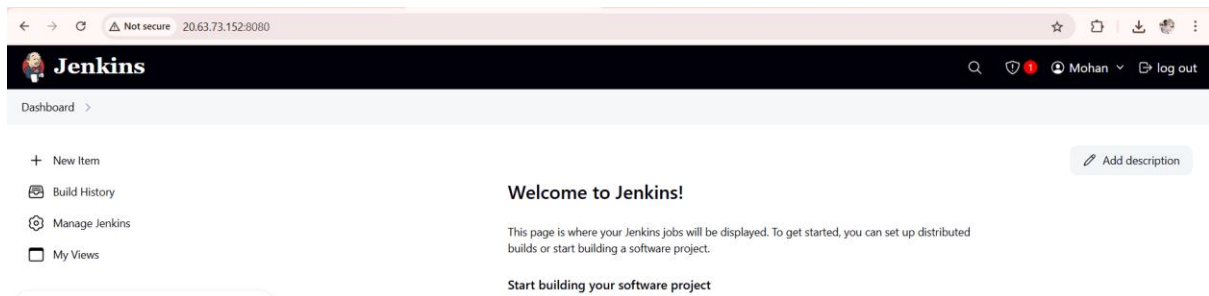 Not secure 20.63.73.152:8080
Jenkins
1 Mohan log out
Dashboard
New Item
Add description
Build History
Welcome to Jenkins!
Manage Jenkins
This page is where your Jenkins jobs will be displayed. To get started, you can set up distributed
builds or start building a software project.
My Views
Start building your software project